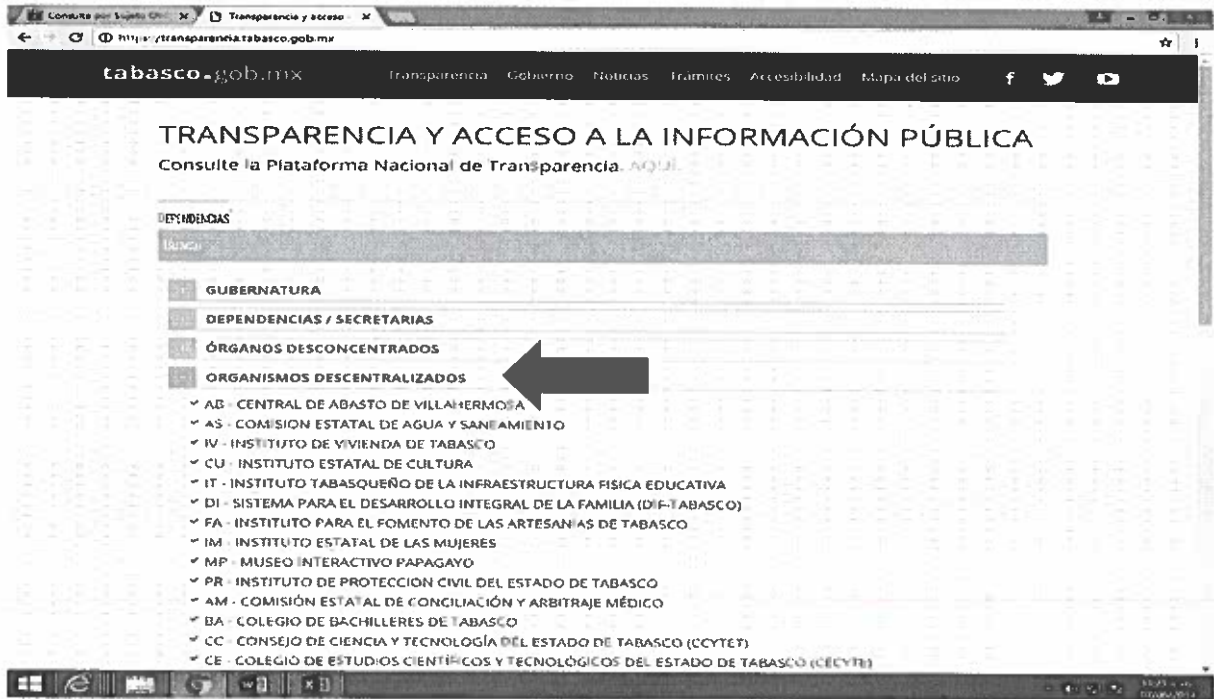 Consulta por Sujeto Transparencia y acceso
transparencia.tabasco.gob.mx
tabasco.gob.mx Transparencia Gobierno Noticias Trámites Accesibilidad Mapa del sitio
TRANSPARENCIA Y ACCESO A LA INFORMACIÓN PÚBLICA
Consulte la Plataforma Nacional de Transparencia. AQUÍ.
DEPENDENCIAS
GUBERNATURA
DEPENDENCIAS / SECRETARIAS
ÓRGANOS DESCONCENTRADOS
ORGANISMOS DESCENTRALIZADOS
AB - CENTRAL DE ABASTO DE VILLAHERMOSA
AS - COMISION ESTATAL DE AGUA Y SANEAMIENTO
IV - INSTITUTO DE VIVIENDA DE TABASCO
CU - INSTITUTO ESTATAL DE CULTURA
IT - INSTITUTO TABASQUEÑO DE LA INFRAESTRUCTURA FISICA EDUCATIVA
DI - SISTEMA PARA EL DESARROLLO INTEGRAL DE LA FAMILIA (DIF-TABASCO)
FA - INSTITUTO PARA EL FOMENTO DE LAS ARTESANIAS DE TABASCO
IM - INSTITUTO ESTATAL DE LAS MUJERES
MP - MUSEO INTERACTIVO PAPAGAYO
PR - INSTITUTO DE PROTECCION CIVIL DEL ESTADO DE TABASCO
AM - COMISIÓN ESTATAL DE CONCILIACIÓN Y ARBITRAJE MÉDICO
BA - COLEGIO DE BACHILLERES DE TABASCO
CC - CONSEJO DE CIENCIA Y TECNOLOGÍA DEL ESTADO DE TABASCO (CCYTET)
CE - COLEGIO DE ESTUDIOS CIENTÍFICOS Y TECNOLÓGICOS DEL ESTADO DE TABASCO (CECYTE)